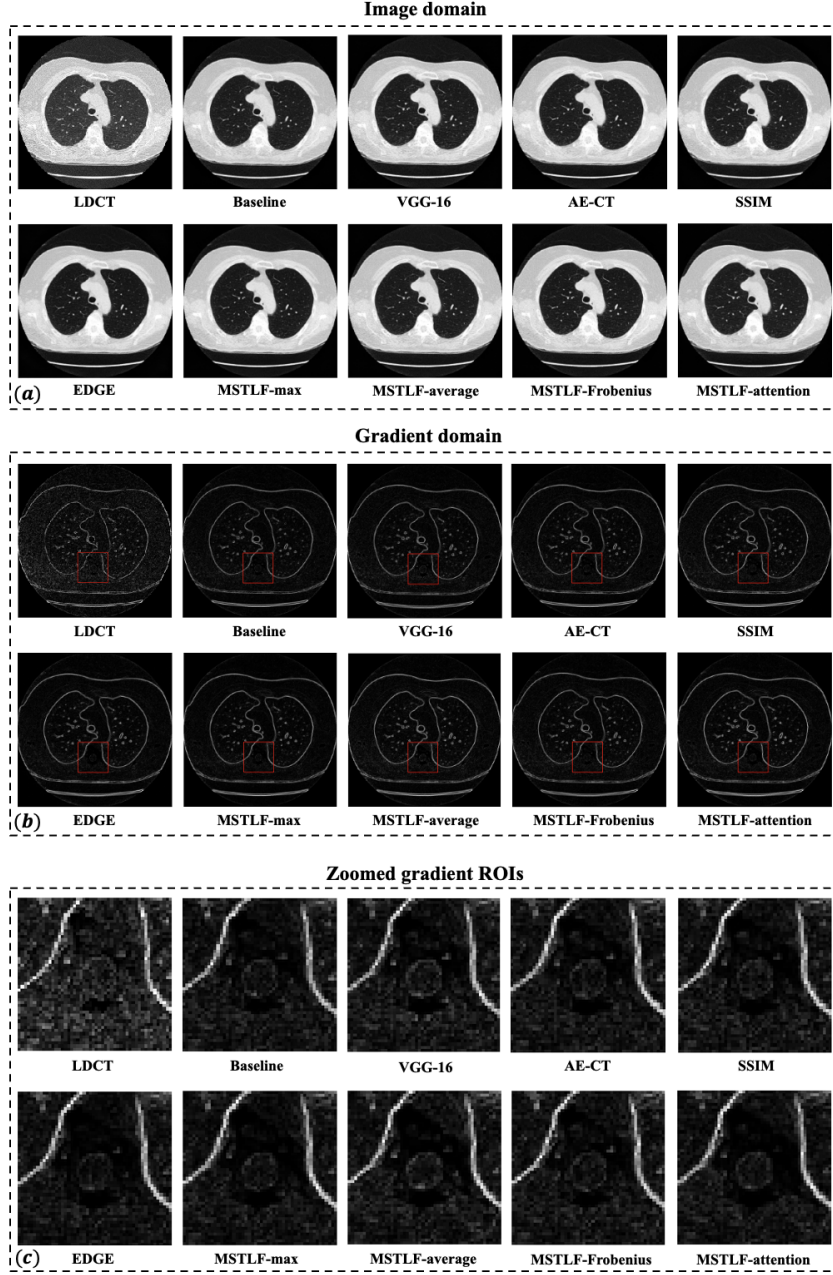 Image domain
LDCT
Baseline
VGG-16
AE-CT
SSIM
EDGE
MSTLF-max
MSTLF-average
MSTLF-Frobenius
MSTLF-attention
(a)
Gradient domain
LDCT
Baseline
VGG-16
AE-CT
SSIM
EDGE
MSTLF-max
MSTLF-average
MSTLF-Frobenius
MSTLF-attention
(b)
Zoomed gradient ROIs
LDCT
Baseline
VGG-16
AE-CT
SSIM
EDGE
MSTLF-max
MSTLF-average
MSTLF-Frobenius
MSTLF-attention
(c)